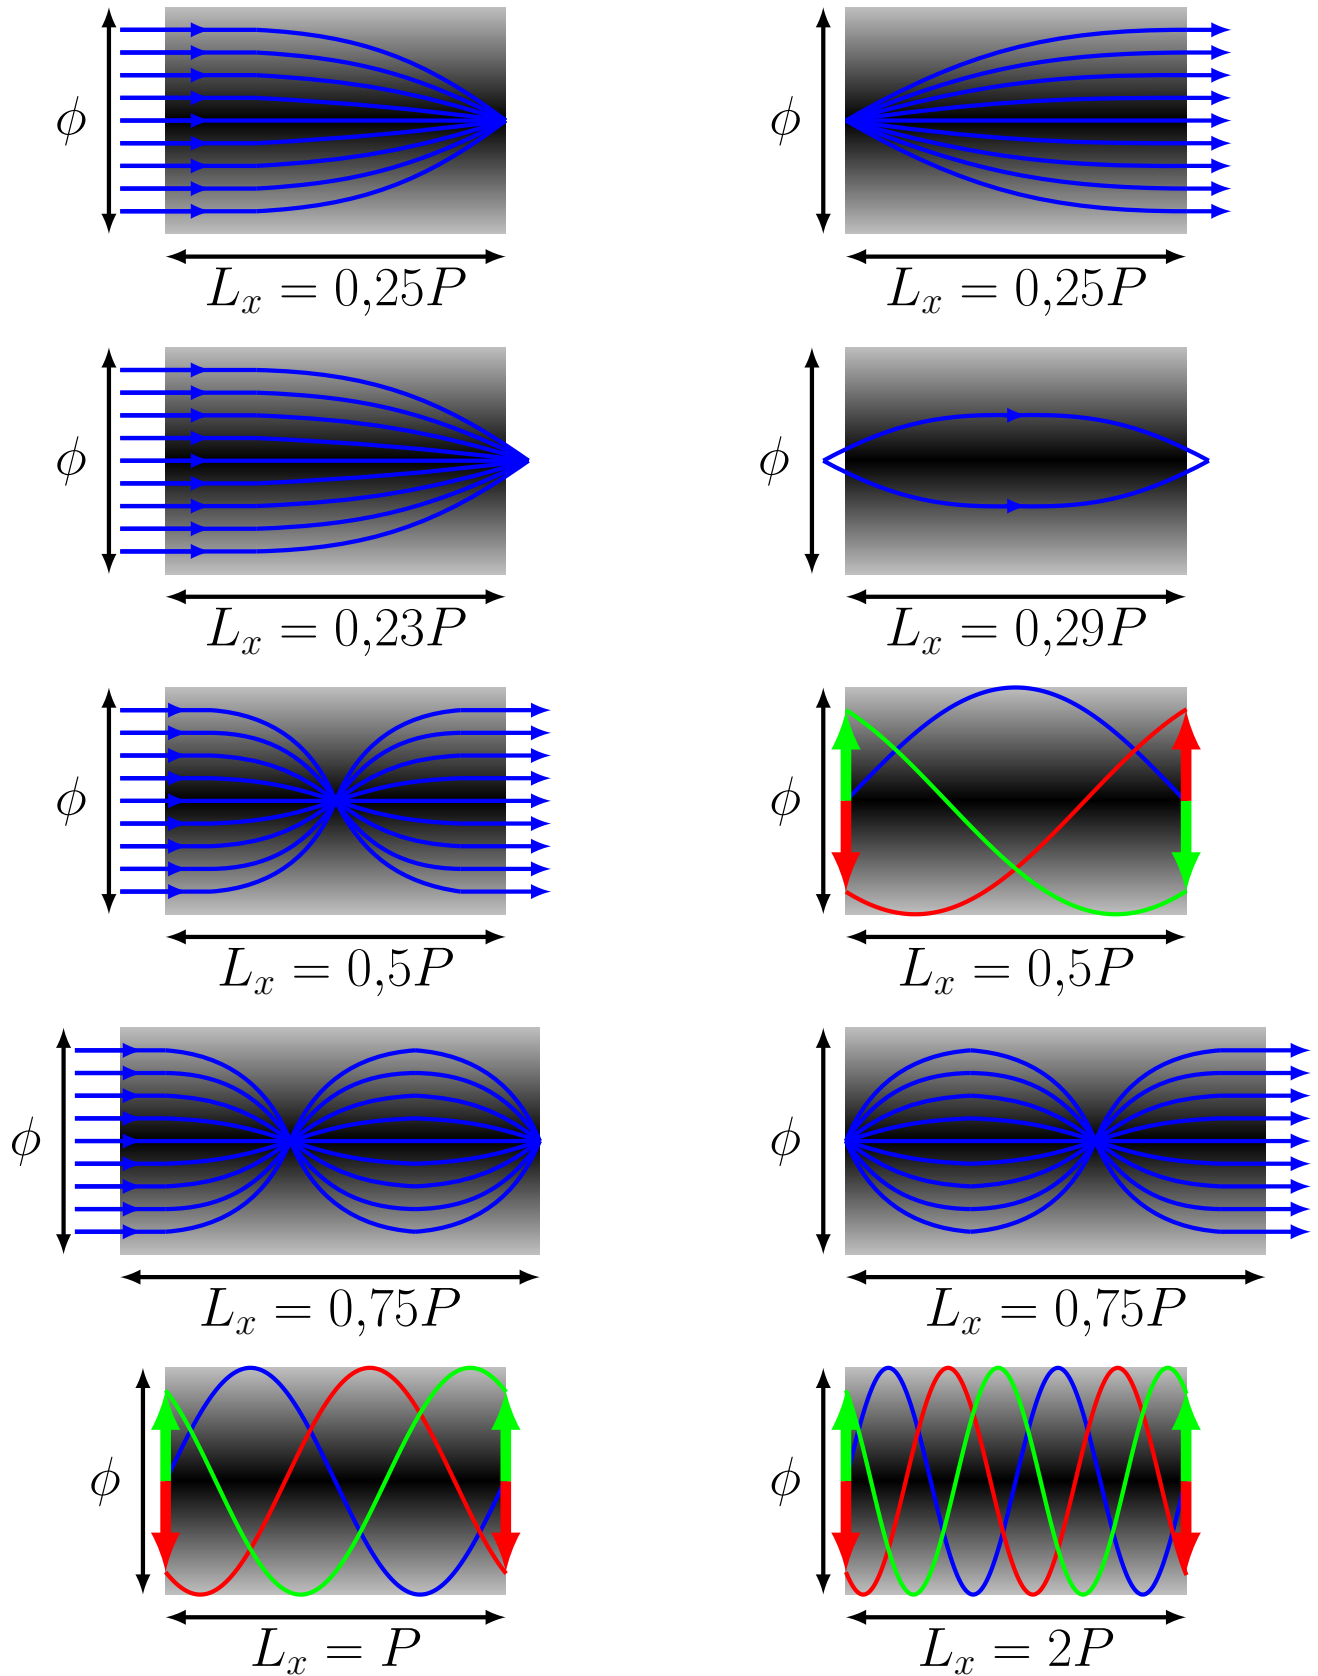 ϕ ϕ
L_x = 0,25P L_x = 0,25P
ϕ ϕ
L_x = 0,23P L_x = 0,29P
ϕ ϕ
L_x = 0,5P L_x = 0,5P
ϕ ϕ
L_x = 0,75P L_x = 0,75P
ϕ ϕ
L_x = P L_x = 2P